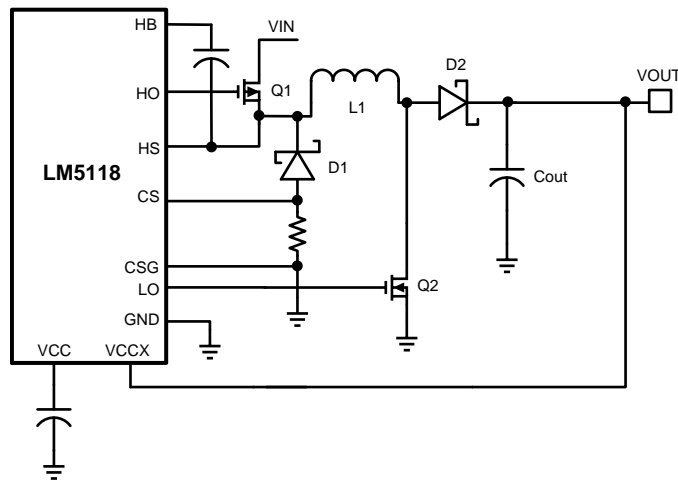 HB
VIN
D2
VOUT
HO
Q1
L1
HS
D1
LM5118
Cout
CS
CSG
LO
Q2
GND
VCC
VCCX